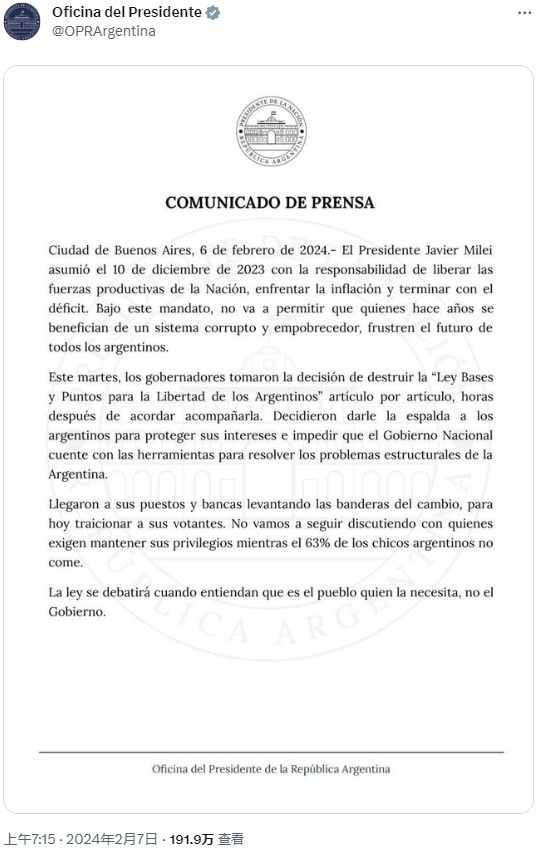 Oficina del Presidente
@OPRArgentina
PRESIDENTE DE LA NACIÓN
REPÚBLICA ARGENTINA
COMUNICADO DE PRENSA
Ciudad de Buenos Aires, 6 de febrero de 2024.- El Presidente Javier Milei
asumió el 10 de diciembre de 2023 con la responsabilidad de liberar las
fuerzas productivas de la Nación, enfrentar la inflación y terminar con el
déficit. Bajo este mandato, no va a permitir que quienes hace años se
benefician de un sistema corrupto y empobrecedor, frustren el futuro de
todos los argentinos.
Este martes, los gobernadores tomaron la decisión de destruir la “Ley Bases
y Puntos para la Libertad de los Argentinos” artículo por artículo, horas
después de acordar acompañarla. Decidieron darle la espalda a los
argentinos para proteger sus intereses e impedir que el Gobierno Nacional
cuente con las herramientas para resolver los problemas estructurales de la
Argentina.
Llegaron a sus puestos y bancas levantando las banderas del cambio, para
hoy traicionar a sus votantes. No vamos a seguir discutiendo con quienes
exigen mantener sus privilegios mientras el 63% de los chicos argentinos no
come.
La ley se debatirá cuando entiendan que es el pueblo quien la necesita, no el
Gobierno.
Oficina del Presidente de la República Argentina
上午7:15 · 2024年2月7日 · 191.9万 查看